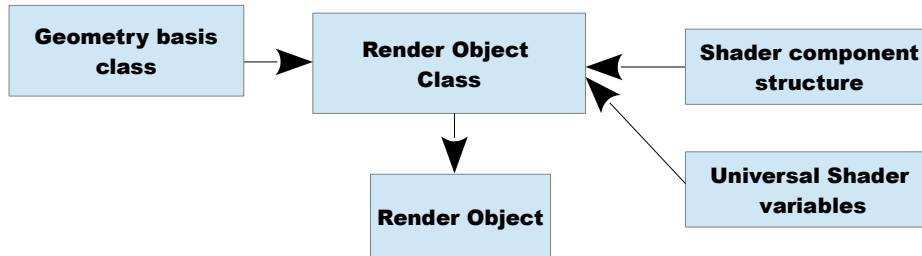 Geometry basis
class
Render Object
Class
Shader component
structure
Universal Shader
variables
Render Object